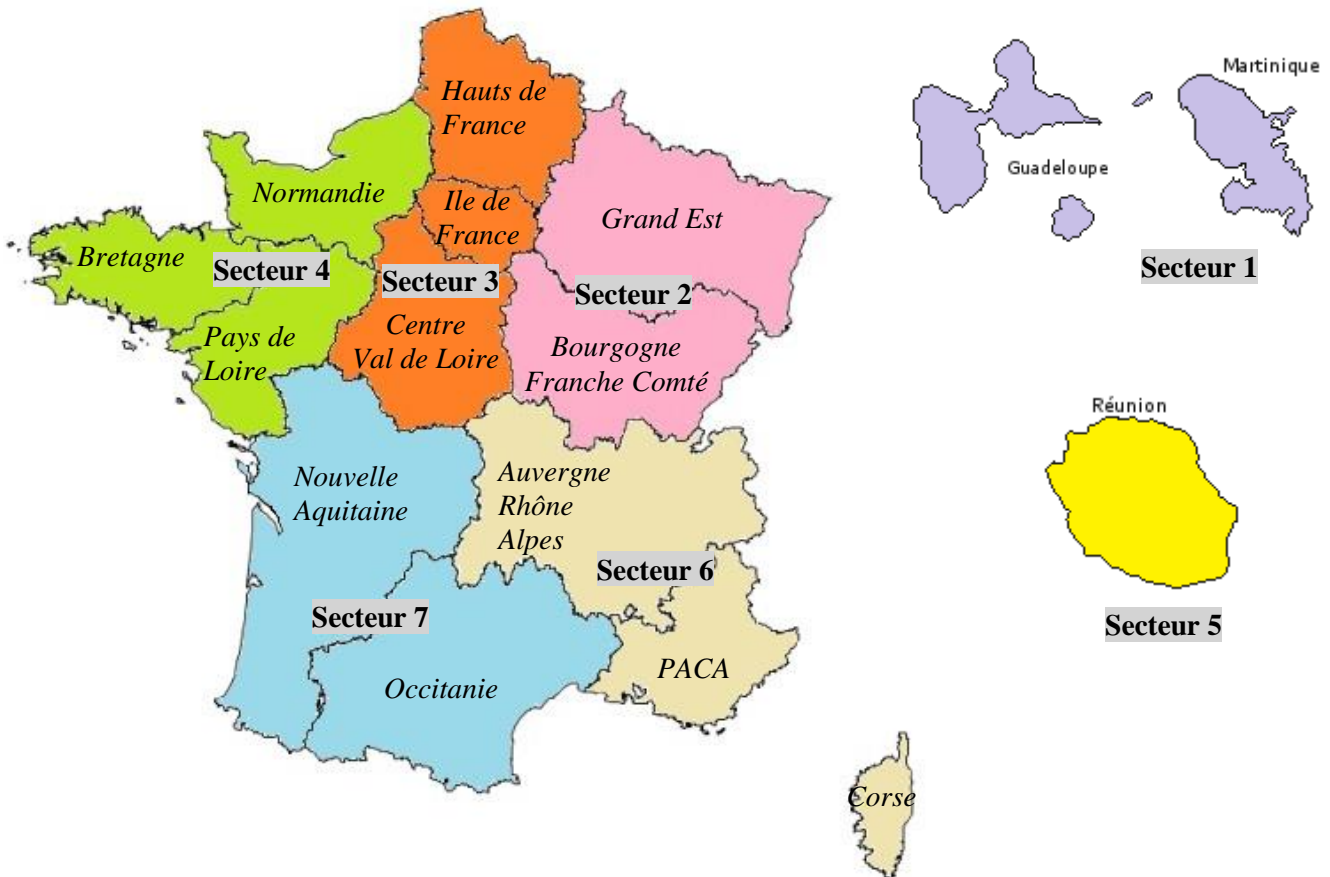 Hauts de
France
Martinique
Guadeloupe
Normandie
Ile de
France
Grand Est
Bretagne
Secteur 4
Secteur 3
Secteur 2
Secteur 1
Pays de
Loire
Centre
Val de Loire
Bourgogne
Franche Comté
Réunion
Nouvelle
Aquitaine
Auvergne
Rhône
Alpes
Secteur 6
Secteur 7
Secteur 5
PACA
Occitanie
Corse